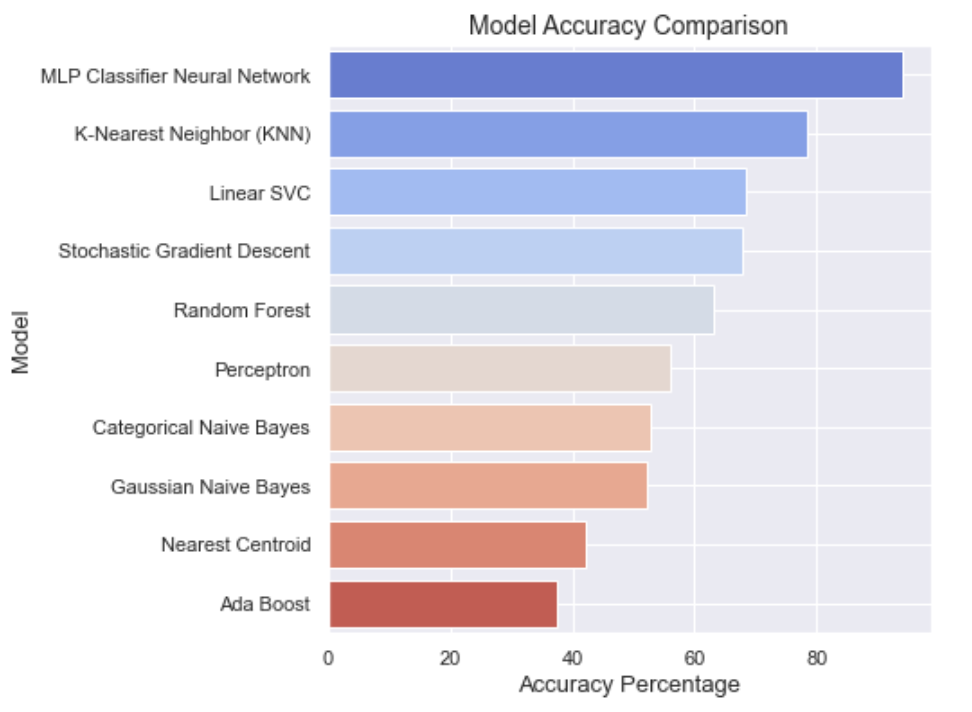 Model Accuracy Comparison
MLP Classifier Neural Network
K-Nearest Neighbor (KNN)
Linear SVC
Stochastic Gradient Descent
Random Forest
Perceptron
Categorical Naive Bayes
Gaussian Naive Bayes
Nearest Centroid
Ada Boost
Model
0 20 40 60 80
Accuracy Percentage